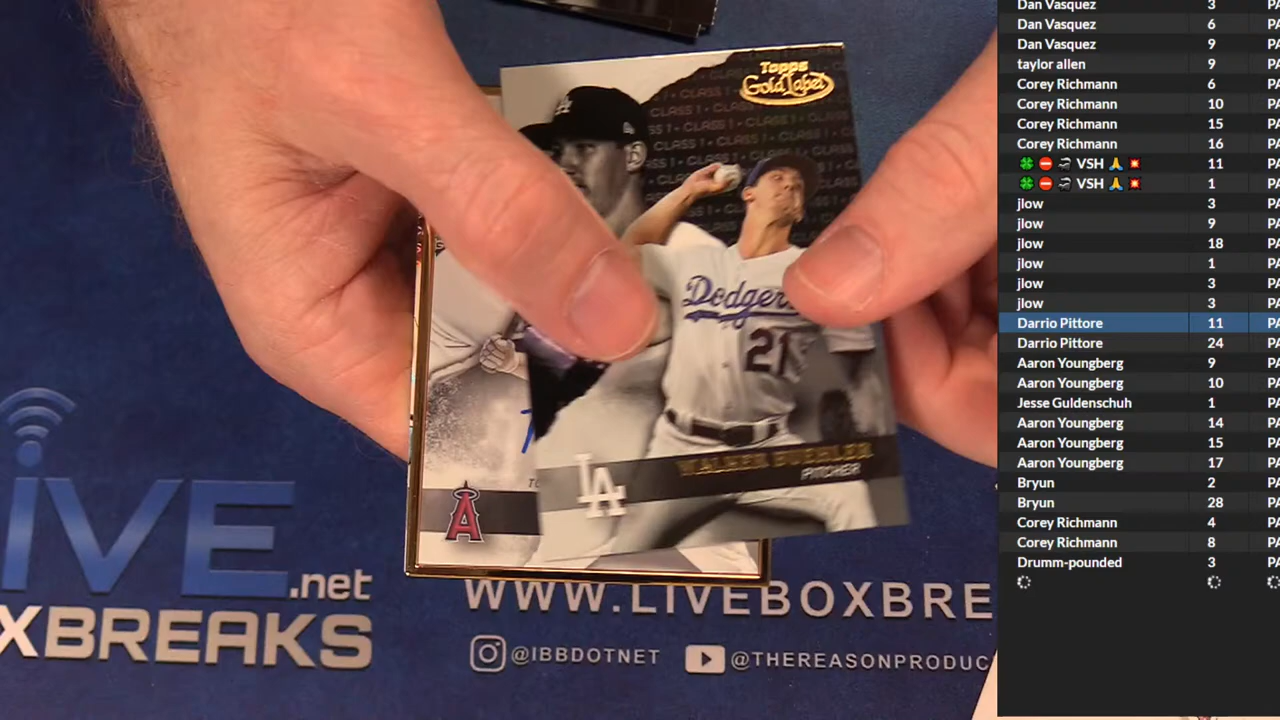 Topps
Gold Label
CLASS 1 • CLASS 1 • CLASS 1
Dodgers
21
WALKER BUEHLER
PITCHER
LA
A
LIVE
.net
XBREAKS
WWW.LIVEBOXBRE
@IBBDOTNET
@THEREASONPRODUC
Dan Vasquez 3 PA
Dan Vasquez 6 PA
Dan Vasquez 9 PA
taylor allen 9 PA
Corey Richmann 6 PA
Corey Richmann 10 PA
Corey Richmann 15 PA
Corey Richmann 16 PA
VSH 11 PA
VSH 1 PA
jlow 3 PA
jlow 9 PA
jlow 18 PA
jlow 1 PA
jlow 3 PA
jlow 3 PA
Darrio Pittore 11 PA
Darrio Pittore 24 PA
Aaron Youngberg 9 PA
Aaron Youngberg 10 PA
Jesse Guldenschuh 1 PA
Aaron Youngberg 14 PA
Aaron Youngberg 15 PA
Aaron Youngberg 17 PA
Bryun 2 PA
Bryun 28 PA
Corey Richmann 4 PA
Corey Richmann 8 PA
Drumm-pounded 3 PA